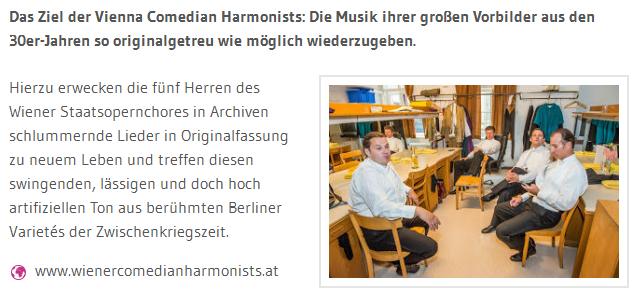 Das Ziel der Vienna Comedian Harmonists: Die Musik ihrer großen Vorbilder aus den
30er-Jahren so originalgetreu wie möglich wiederzugeben.
Hierzu erwecken die fünf Herren des
Wiener Staatsopernchores in Archiven
schlummernde Lieder in Originalfassung
zu neuem Leben und treffen diesen
swingenden, lässigen und doch hoch
artifiziellen Ton aus berühmten Berliner
Varietés der Zwischenkriegszeit.
www.wienercomedianharmonists.at